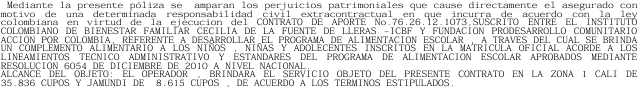 Mediante la presente póliza se  amparan los perjuicios patrimoniales que cause directamente el asegurado con
motivo de una determinada responsabilidad civil extracontractual en que incurra de acuerdo con la ley
colombiana en virtud de la ejecución del CONTRATO DE APORTE No.76.26.12.1073,SUSCRITO ENTRE EL INSTITUTO
COLOMBIANO DE BIENESTAR FAMILIAR CECILIA DE LA FUENTE DE LLERAS -ICBF Y FUNDACION PRODESARROLLO COMUNITARIO
ACCION POR COLOMBIA, REFERENTE A DESARROLLAR EL PROGRAMA DE ALIMENTACION ESCOLAR , A TRAVES DEL CUAL SE BRINDA
UN COMPLEMENTO ALIMENTARIO A LOS NIÑOS , NIÑAS Y ADOLECENTES INSCRITOS EN LA MATRICULA OFICIAL ACORDE A LOS
LINEAMIENTOS TECNICO ADMINISTRATIVO Y ESTANDARES DEL PROGRAMA DE ALIMENTACION ESCOLAR APROBADOS MEDIANTE
RESOLUCION 6054 DE DICIEMBRE DE 2010 A NIVEL NACIONAL.
ALCANCE DEL OBJETO: EL OPERADOR , BRINDARA EL SERVICIO OBJETO DEL PRESENTE CONTRATO EN LA ZONA 1 CALI DE
35.836 CUPOS Y JAMUNDI DE  8.615 CUPOS , DE ACUERDO A LOS TERMINOS ESTIPULADOS.